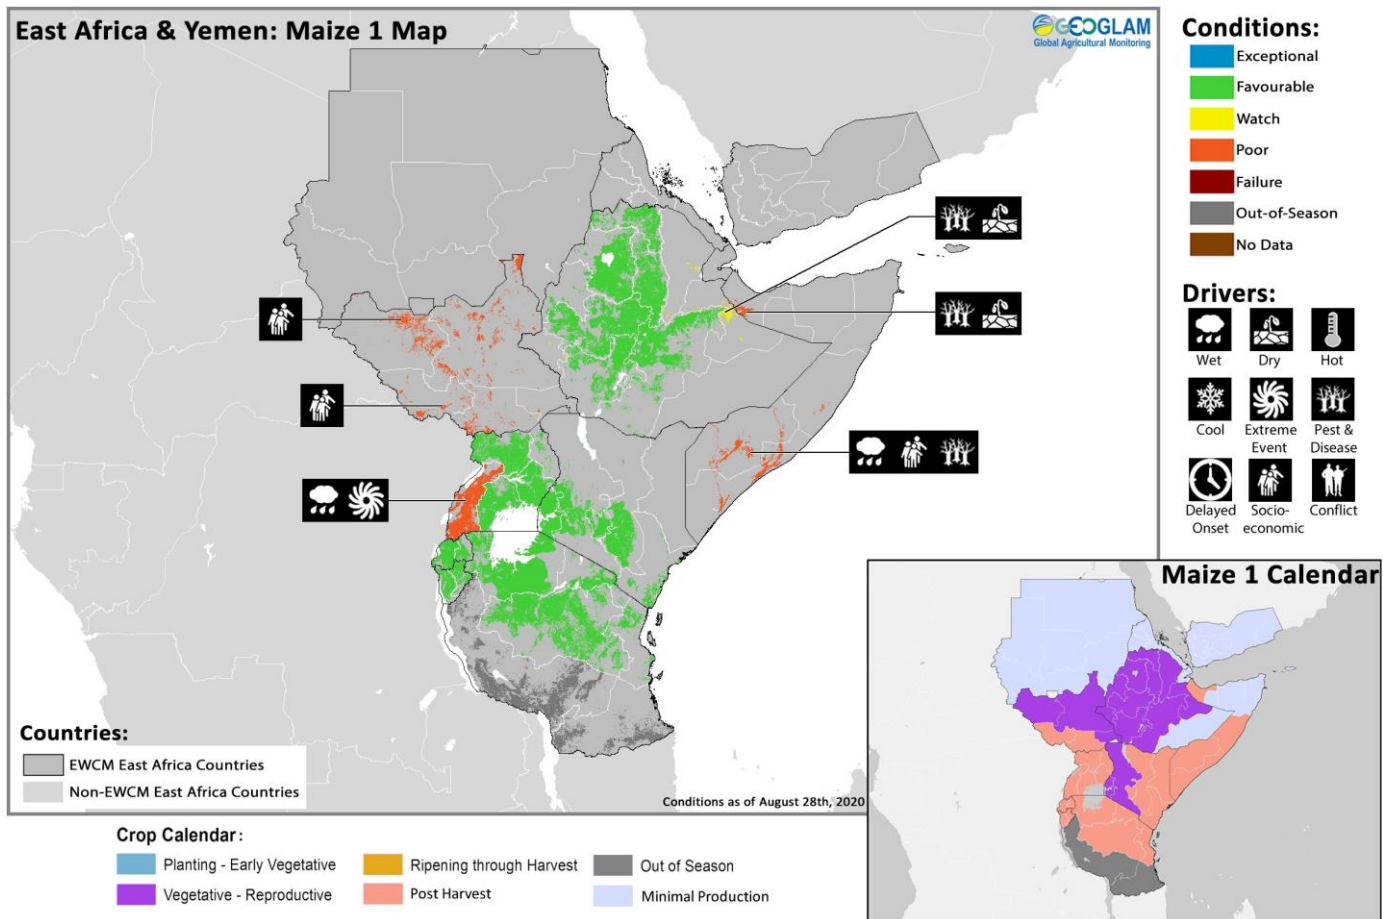 East Africa & Yemen: Maize 1 Map
GEOGLAM
Global Agricultural Monitoring
Conditions:
Exceptional
Favourable
Watch
Poor
Failure
Out-of-Season
No Data
Drivers:
Wet
Dry
Hot
Cool
Extreme
Event
Pest &
Disease
Delayed
Onset
Socio-
economic
Conflict
Countries:
EWCM East Africa Countries
Non-EWCM East Africa Countries
Conditions as of August 28th, 2020
Maize 1 Calendar
Crop Calendar:
Planting - Early Vegetative
Ripening through Harvest
Out of Season
Vegetative - Reproductive
Post Harvest
Minimal Production